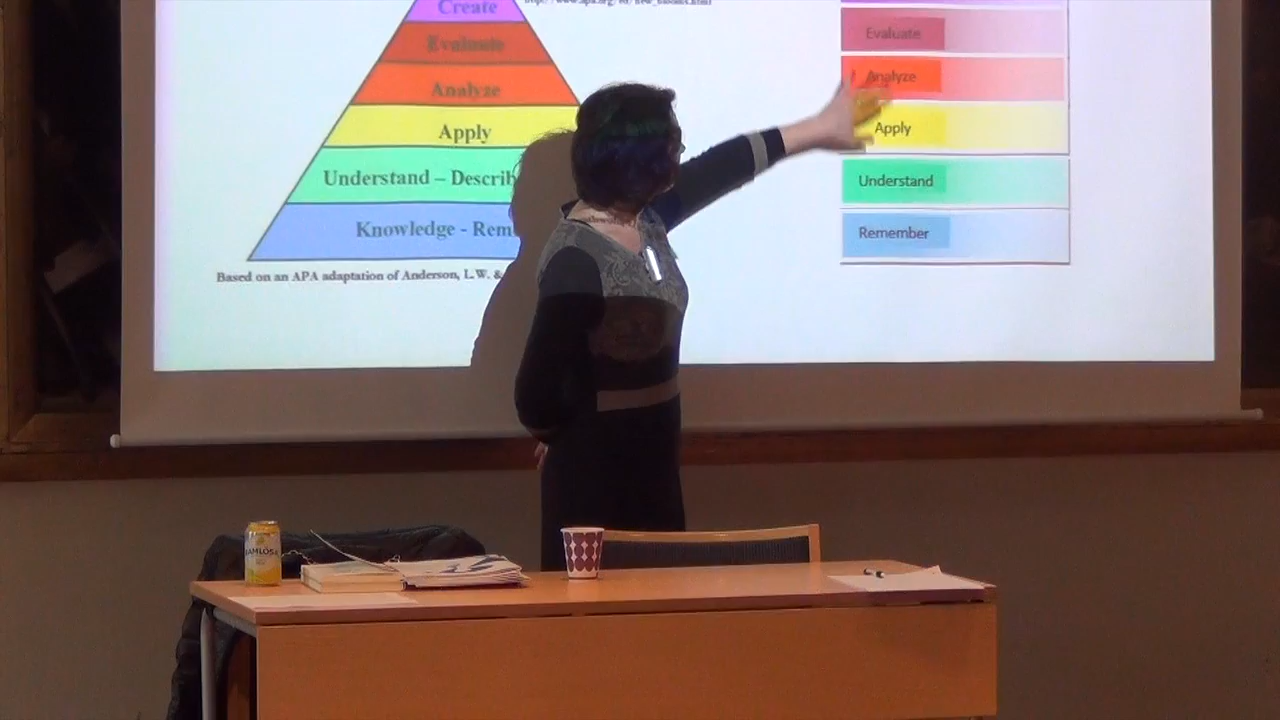 Create
Evaluate
Analyze
Apply
Understand – Describ
Knowledge - Rem
Based on an APA adaptation of Anderson, L.W. &
Evaluate
Analyze
Apply
Understand
Remember